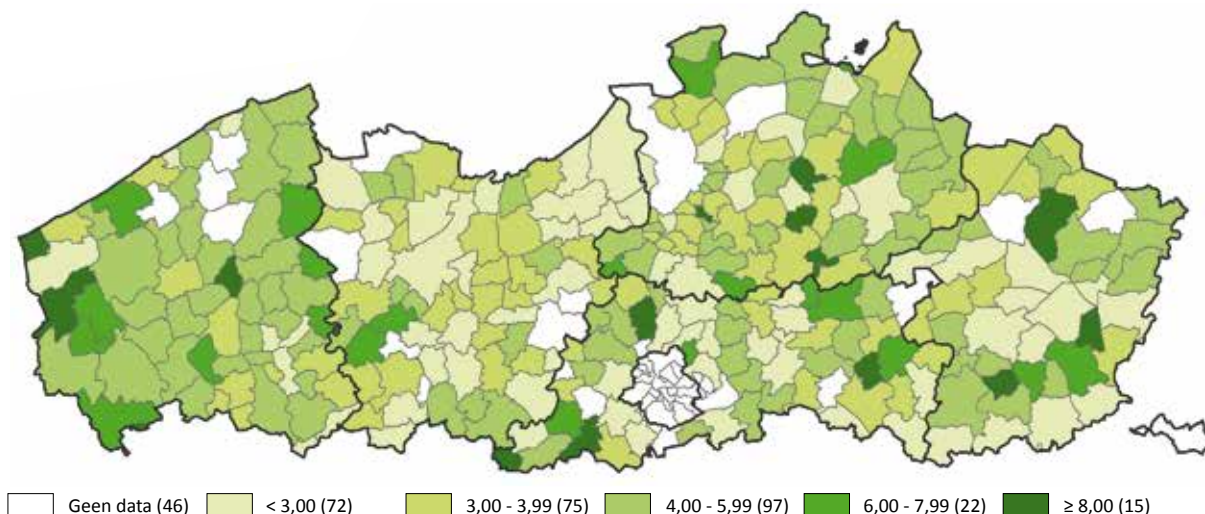 Geen data (46) < 3,00 (72) 3,00 - 3,99 (75) 4,00 - 5,99 (97) 6,00 - 7,99 (22) ≥ 8,00 (15)